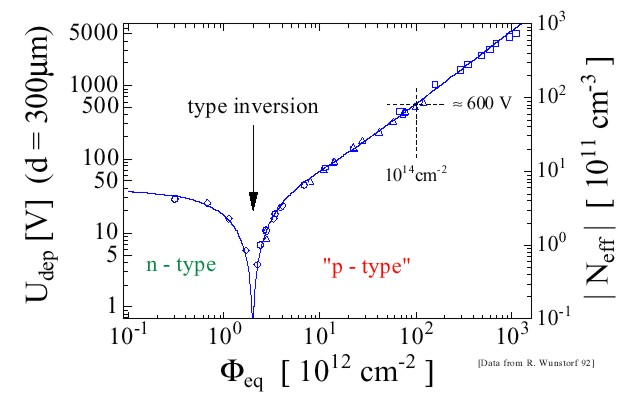 U_dep [V] (d = 300μm)
5000
1000
500
100
50
10
5
1
type inversion
n - type
"p - type"
≈ 600 V
10^14cm^-2
10^3
10^2
10^1
10^0
10^-1
| N_eff | [ 10^11 cm^-3 ]
10^-1
10^0
10^1
10^2
10^3
Φ_eq [ 10^12 cm^-2 ]
[Data from R. Wunstorf 92]